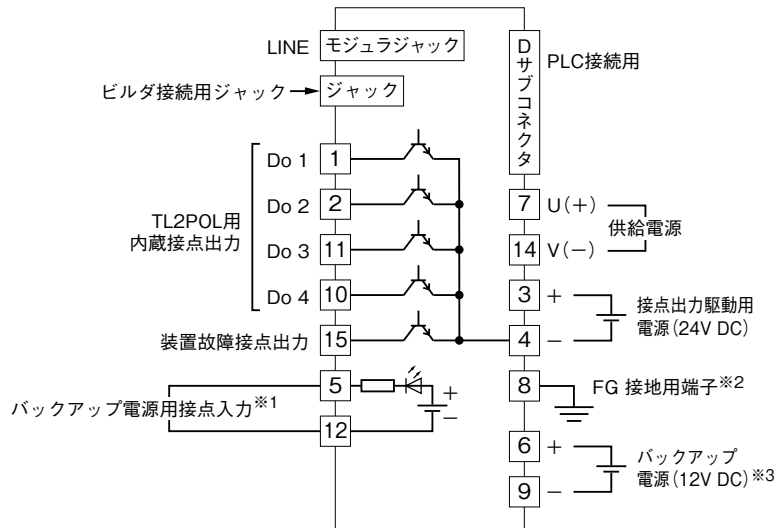 LINE
モジュラジャック
ビルダ接続用ジャック
ジャック
Dサブコネクタ
PLC接続用
TL2POL用
内蔵接点出力
Do 1
1
Do 2
2
Do 3
11
Do 4
10
装置故障接点出力
15
バックアップ電源用接点入力※1
5
+
−
12
7
U(+)
14
V(−)
供給電源
3
+
4
−
接点出力駆動用
電源(24V DC)
8
FG 接地用端子※2
6
+
9
−
バックアップ
電源(12V DC)※3